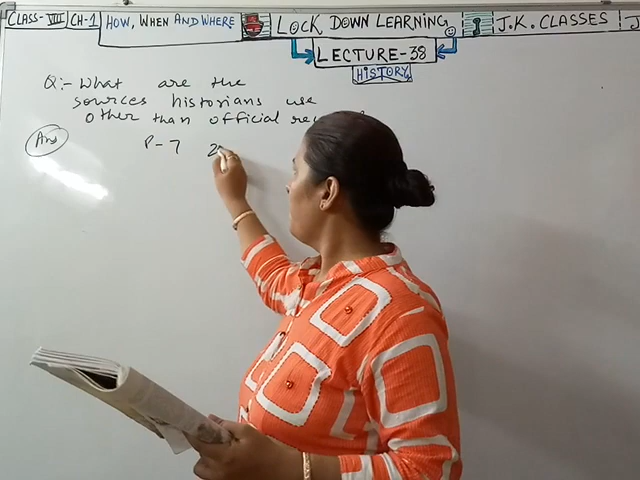 CLASS-VIII CH-1 HOW, WHEN AND WHERE LOCK DOWN LEARNING J.K. CLASSES
LECTURE-38
HISTORY
Q:- What are the
sources historians use
other than official
Ans P-7